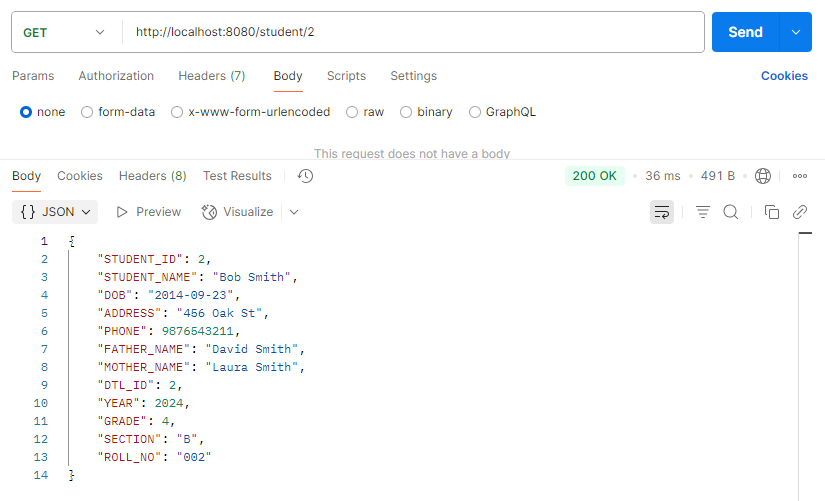 GET http://localhost:8080/student/2 Send
Params Authorization Headers (7) Body Scripts Settings Cookies
none form-data x-www-form-urlencoded raw binary GraphQL
This request does not have a body
Body Cookies Headers (8) Test Results 200 OK • 36 ms • 491 B •
{} JSON Preview Visualize
1 {
2 "STUDENT_ID": 2,
3 "STUDENT_NAME": "Bob Smith",
4 "DOB": "2014-09-23",
5 "ADDRESS": "456 Oak St",
6 "PHONE": 9876543211,
7 "FATHER_NAME": "David Smith",
8 "MOTHER_NAME": "Laura Smith",
9 "DTL_ID": 2,
10 "YEAR": 2024,
11 "GRADE": 4,
12 "SECTION": "B",
13 "ROLL_NO": "002"
14 }